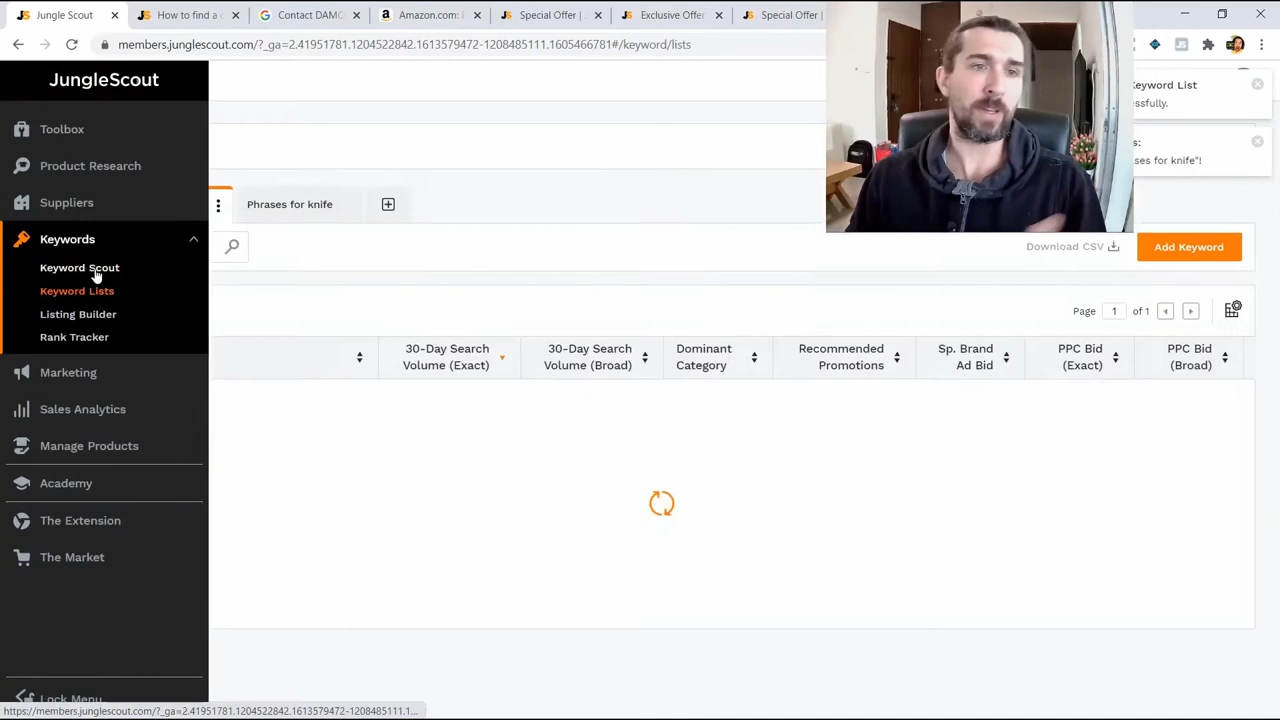 Jungle Scout
How to find a c
Contact DAMC
Amazon.com: F
Special Offer |
Exclusive Offer
Special Offer |
members.junglescout.com/?_ga=2.41951781.1204522842.1613579472-1208485111.1605466781#/keyword/lists
JungleScout
Toolbox
Product Research
Suppliers
Keywords
Keyword Scout
Keyword Lists
Listing Builder
Rank Tracker
Marketing
Sales Analytics
Manage Products
Academy
The Extension
The Market
Lock Menu
Keyword List
essfully.
s:
ases for knife"!
Phrases for knife
Download CSV
Add Keyword
Page 1 of 1
30-Day Search
Volume (Exact)
30-Day Search
Volume (Broad)
Dominant
Category
Recommended
Promotions
Sp. Brand
Ad Bid
PPC Bid
(Exact)
PPC Bid
(Broad)
https://members.junglescout.com/?_ga=2.41951781.1204522842.1613579472-1208485111.1...